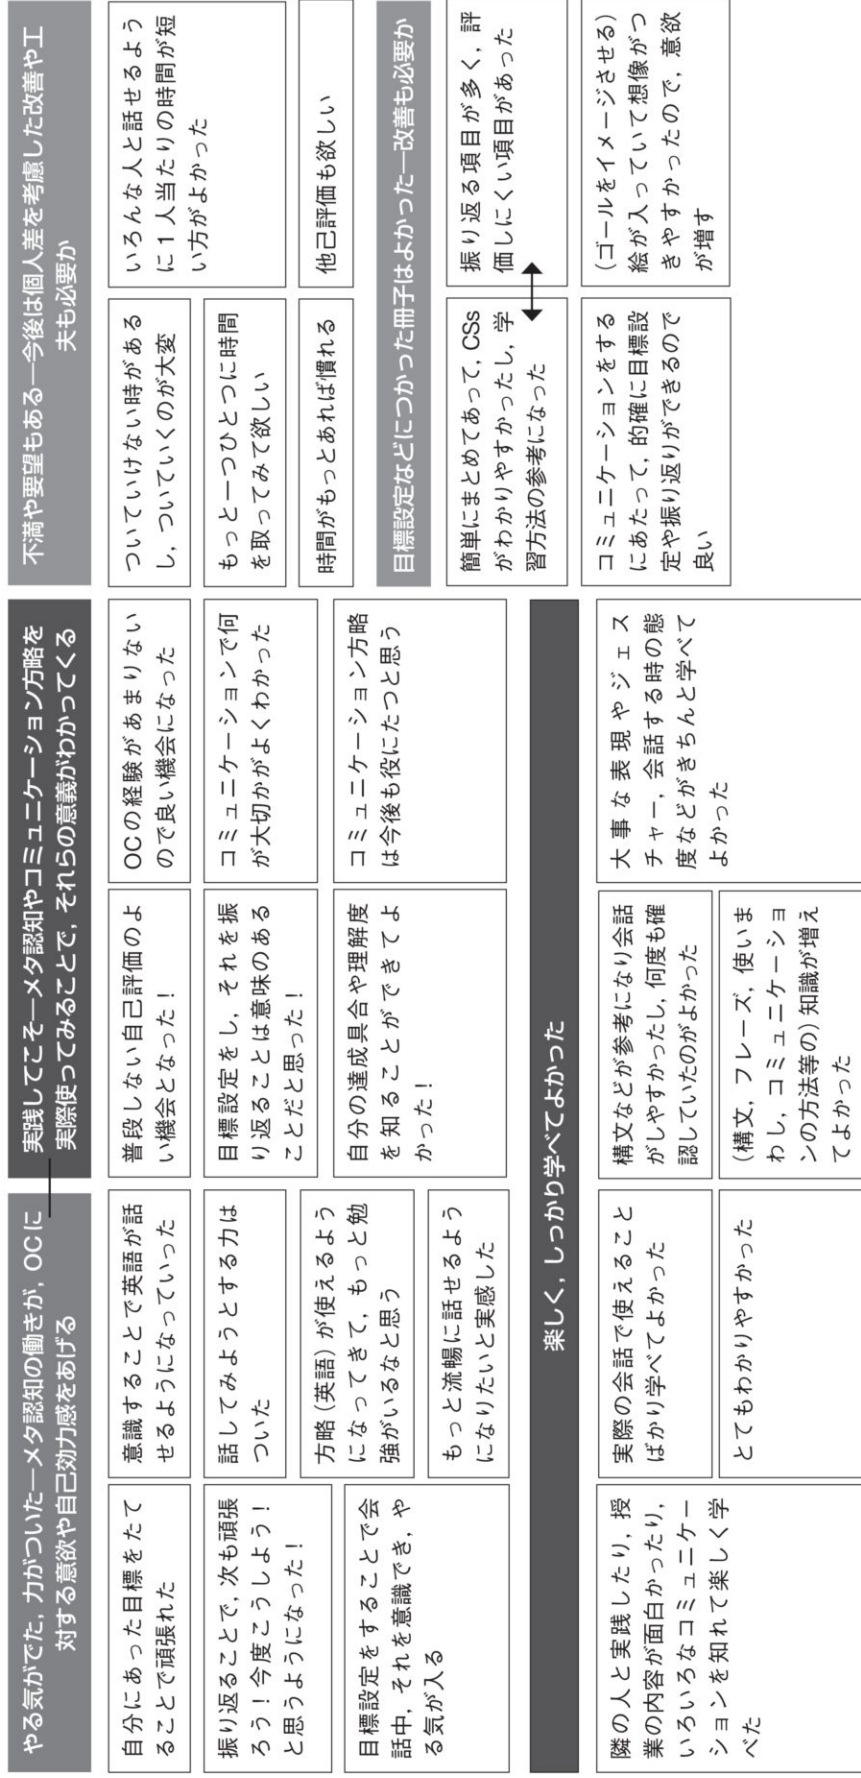 やる気がでた，力がついた―メタ認知の働きが，OCに
対する意欲や自己効力感をあげる
自分にあった目標をたて
ることで頑張れた
意識することで英語が話
せるようになっていった
振り返ることで，次も頑張
ろう！今度こうしよう！
と思うようになった！
話してみようとする力は
ついた
目標設定をすることで会
話中，それを意識でき，や
る気が入る
方略（英語）が使えるよう
になってきて，もっと勉
強がいるなと思う
もっと流暢に話せるよう
になりたいと実感した
実践してこそ―メタ認知やコミュニケーション方略を
実際使ってみることで，それらの意義がわかってくる
普段しない自己評価のよ
い機会となった！
OCの経験があまりない
ので良い機会になった
目標設定をし，それを振
り返ることは意味のある
ことだと思った！
コミュニケーションで何
が大切かがよくわかった
自分の達成具合や理解度
を知ることができてよ
かった！
コミュニケーション方略
は今後も役にたつと思う
楽しく，しっかり学べてよかった
隣の人と実践したり，授
業の内容が面白かったり，
いろいろなコミュニケー
ションを知れて楽しく学
べた
実際の会話で使えること
ばかり学べてよかった
とてもわかりやすかった
構文などが参考になり会話
がしやすかったし，何度も確
認していたのがよかった
（構文，フレーズ，使いま
わし，コミュニケーショ
ンの方法等の）知識が増え
てよかった
大事な表現やジェス
チャー，会話する時の態
度などがきちんと学べて
よかった
不満や要望もある―今後は個人差を考慮した改善や工
夫も必要か
ついていけない時がある
し，ついていくのが大変
いろんな人と話せるよう
に1人当たりの時間が短
い方がよかった
もっと一つひとつに時間
を取ってみて欲しい
時間がもっとあれば慣れる
他己評価も欲しい
目標設定などにつかった冊子はよかった―改善も必要か
簡単にまとめてあって，CSs
がわかりやすかったし，学
習方法の参考になった
振り返る項目が多く，評
価しにくい項目があった
コミュニケーションをする
にあたって，的確に目標設
定や振り返りができるので
良い
（ゴールをイメージさせる）
絵が入っていて想像がつ
きやすかったので，意欲
が増す